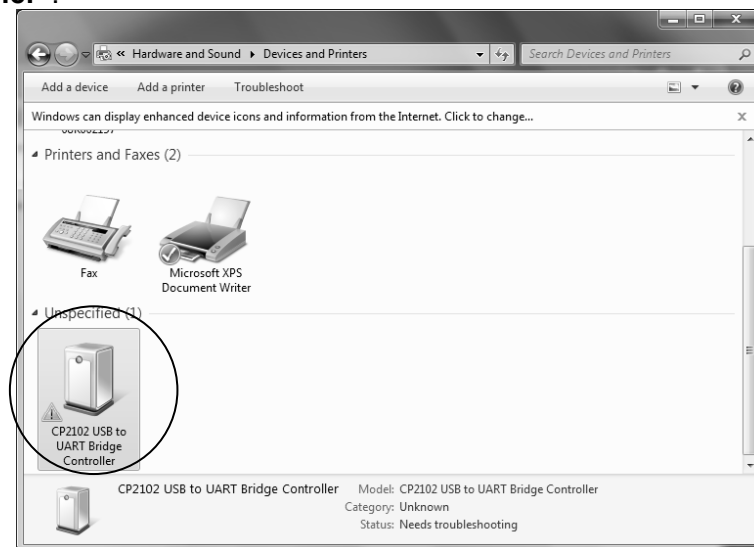 « Hardware and Sound ▸ Devices and Printers
Search Devices and Printers
Add a device Add a printer Troubleshoot
Windows can display enhanced device icons and information from the Internet. Click to change...
Printers and Faxes (2)
Fax
Microsoft XPS
Document Writer
Unspecified (1)
CP2102 USB to
UART Bridge
Controller
CP2102 USB to UART Bridge Controller Model: CP2102 USB to UART Bridge Controller
Category: Unknown
Status: Needs troubleshooting